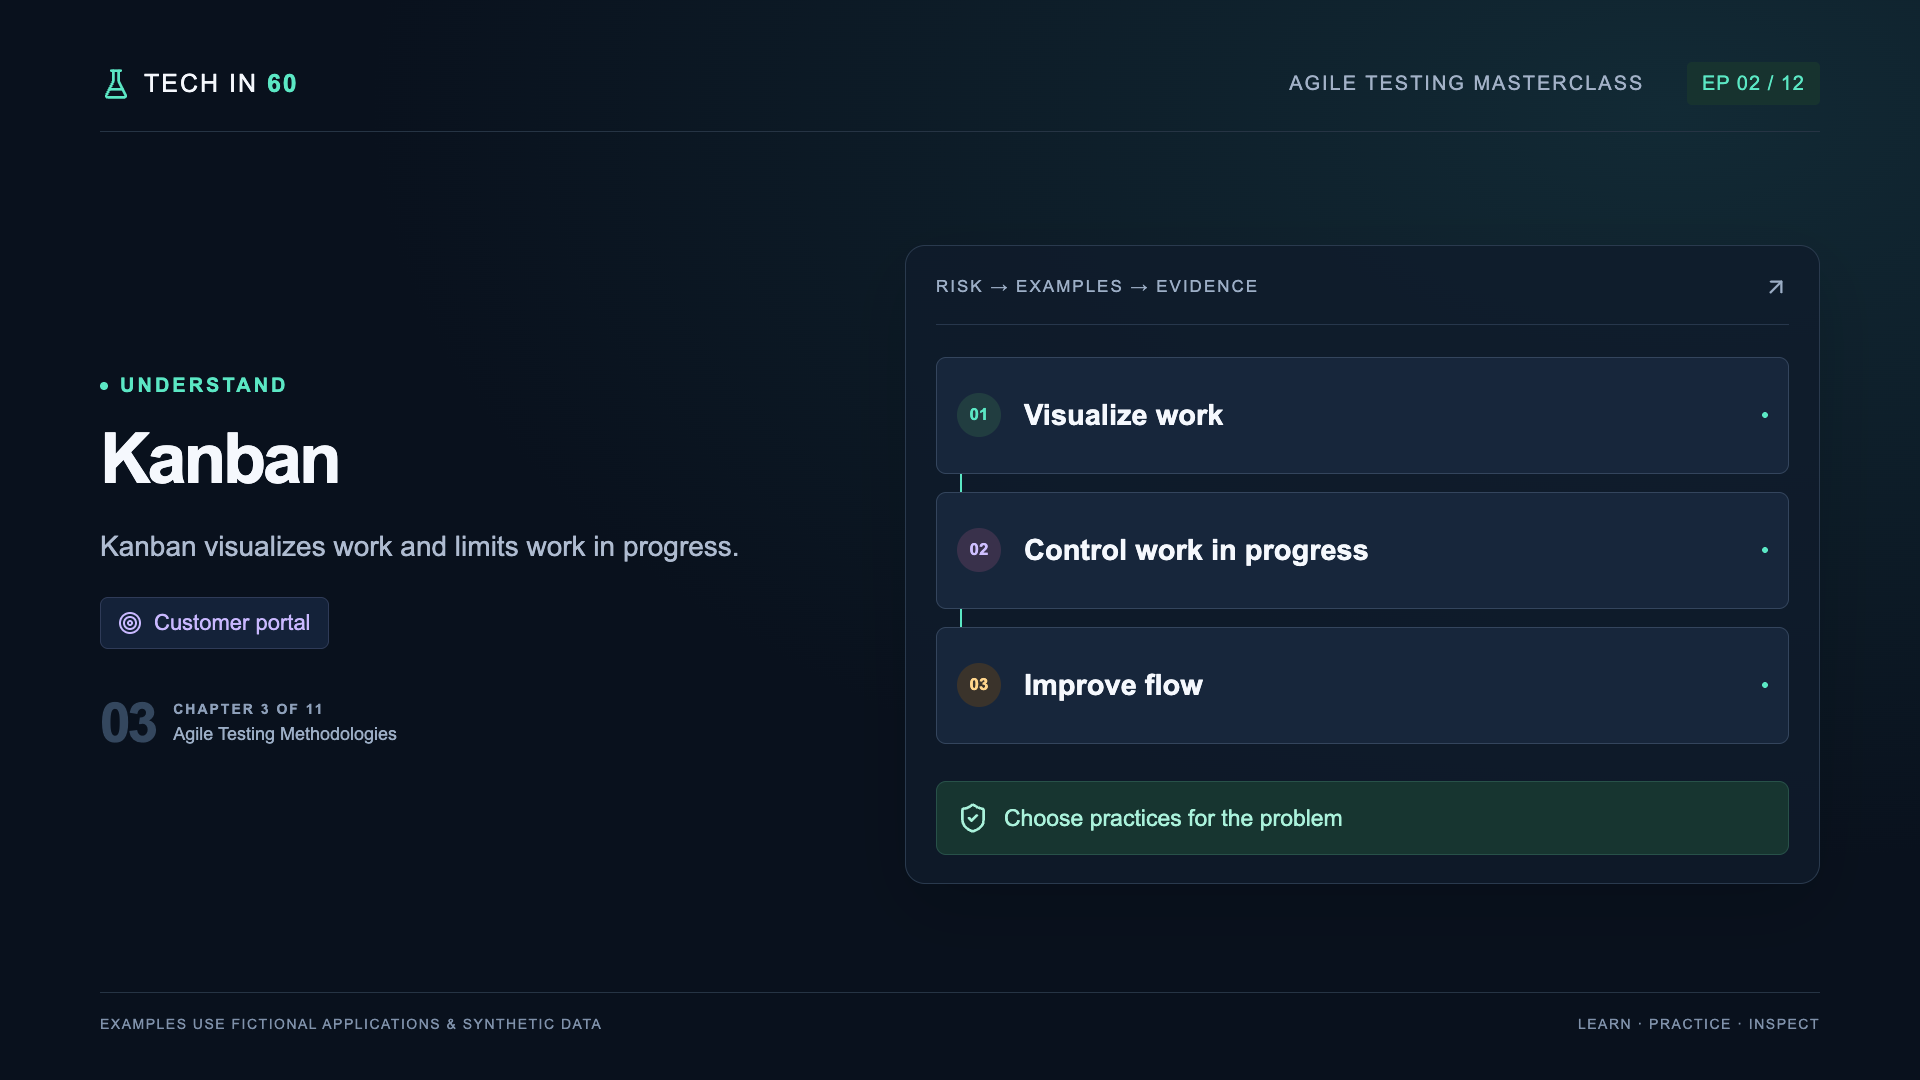 TECH IN 60
AGILE TESTING MASTERCLASS
EP 02 / 12
UNDERSTAND
Kanban
Kanban visualizes work and limits work in progress.
Customer portal
03
CHAPTER 3 OF 11
Agile Testing Methodologies
RISK → EXAMPLES → EVIDENCE
01
Visualize work
02
Control work in progress
03
Improve flow
Choose practices for the problem
EXAMPLES USE FICTIONAL APPLICATIONS & SYNTHETIC DATA
LEARN · PRACTICE · INSPECT